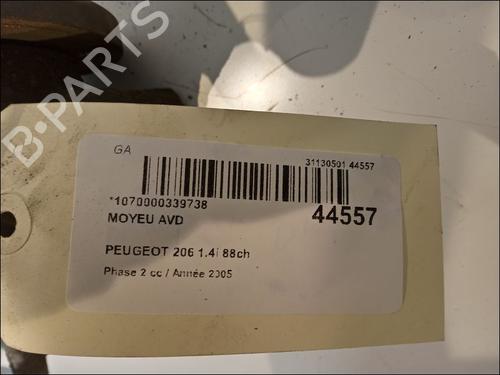 B-PARTS
GA
31130501 44557
*1070000339738
44557
MOYEU AVD
PEUGEOT 206 1.4i 88ch
Phase 2 cc / Année 2005